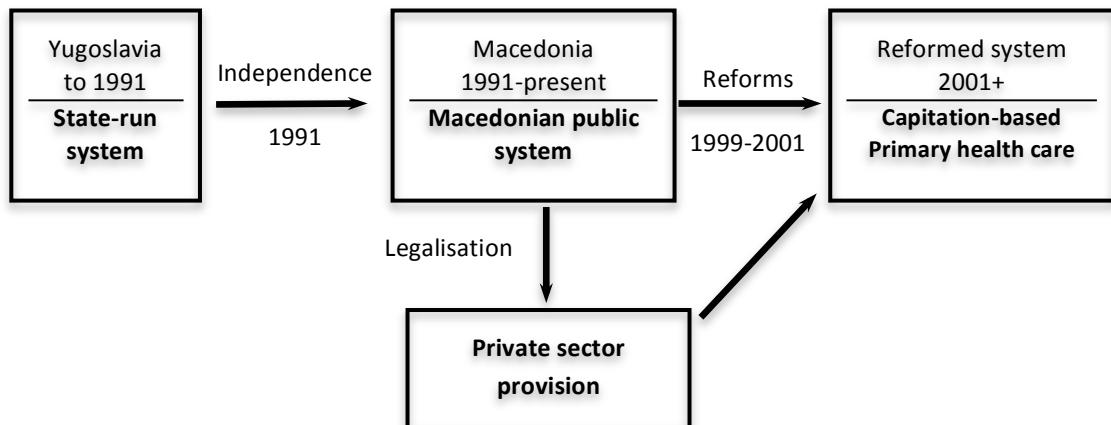 Yugoslavia
to 1991
State-run
system
Independence
1991
Macedonia
1991-present
Macedonian public
system
Reforms
1999-2001
Reformed system
2001+
Capitation-based
Primary health care
Legalisation
Private sector
provision